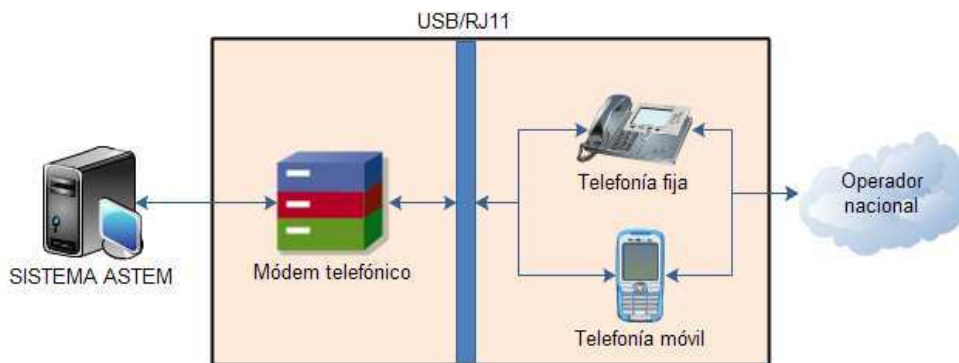 USB/RJ11
SISTEMA ASTEM
Módem telefónico
Telefonía fija
Telefonía móvil
Operador
nacional